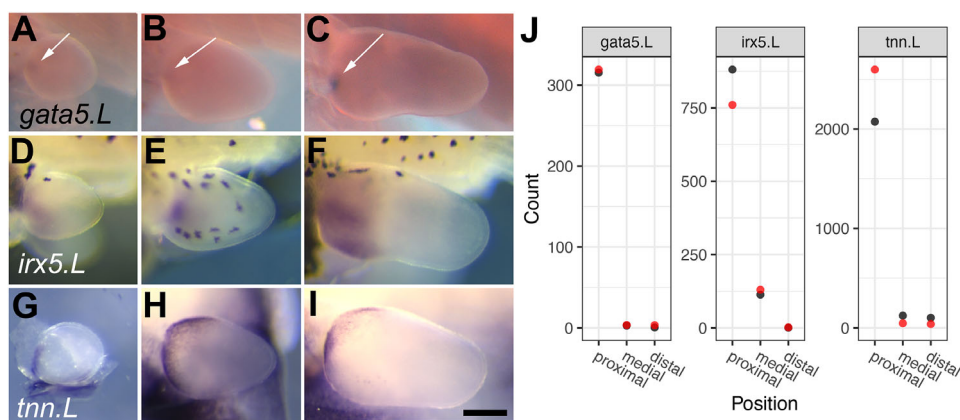 A
B
C
gata5.L
D
E
F
irx5.L
G
H
I
tnn.L
J
gata5.L
irx5.L
tnn.L
Count
300
200
100
0
750
500
250
0
2000
1000
0
proximal
medial
distal
proximal
medial
distal
proximal
medial
distal
Position